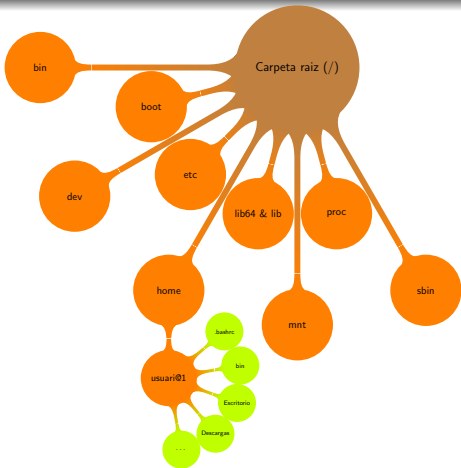 Carpeta raiz (/)
bin
boot
etc
dev
lib64 & lib
proc
home
sbin
mnt
.bashrc
bin
usuari@1
Escritorio
Descargas
...